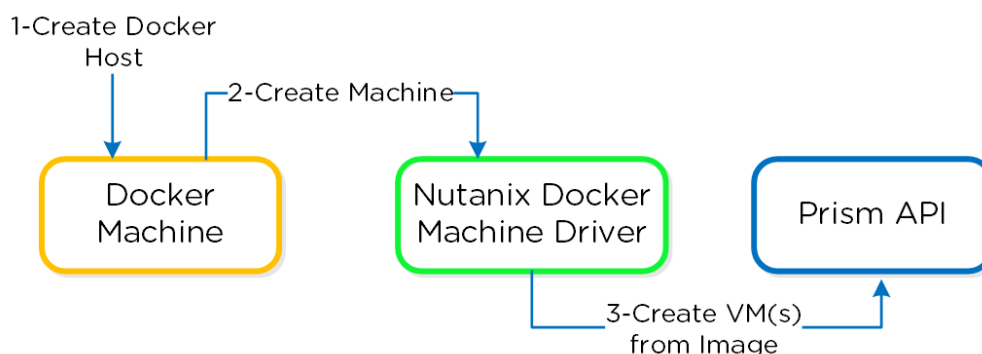 1-Create Docker
Host
2-Create Machine
Docker
Machine
Nutanix Docker
Machine Driver
Prism API
3-Create VM(s)
from Image